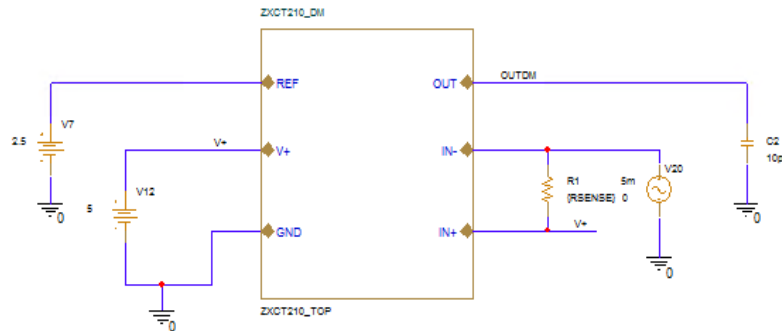 ZXCT210_DM
REF
OUT
OUTDM
V7
2.5
V+
V+
IN-
C2
10p
0
V12
5
R1
(RSENSE)
5m
0
V20
V+
GND
IN+
0
0
0
ZXCT210_TOP